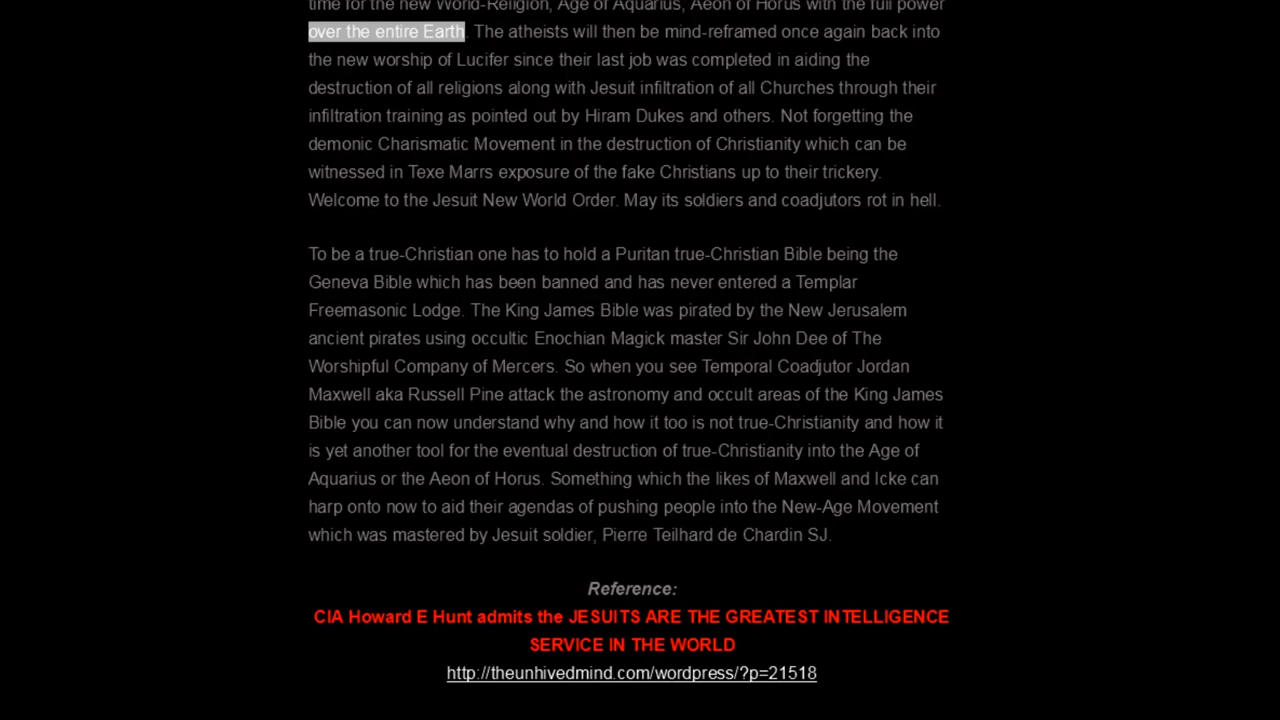 time for the new World-Religion, Age of Aquarius, Aeon of Horus with the full power
over the entire Earth. The atheists will then be mind-reframed once again back into
the new worship of Lucifer since their last job was completed in aiding the
destruction of all religions along with Jesuit infiltration of all Churches through their
infiltration training as pointed out by Hiram Dukes and others. Not forgetting the
demonic Charismatic Movement in the destruction of Christianity which can be
witnessed in Texe Marrs exposure of the fake Christians up to their trickery.
Welcome to the Jesuit New World Order. May its soldiers and coadjutors rot in hell.
To be a true-Christian one has to hold a Puritan true-Christian Bible being the
Geneva Bible which has been banned and has never entered a Templar
Freemasonic Lodge. The King James Bible was pirated by the New Jerusalem
ancient pirates using occultic Enochian Magick master Sir John Dee of The
Worshipful Company of Mercers. So when you see Temporal Coadjutor Jordan
Maxwell aka Russell Pine attack the astronomy and occult areas of the King James
Bible you can now understand why and how it too is not true-Christianity and how it
is yet another tool for the eventual destruction of true-Christianity into the Age of
Aquarius or the Aeon of Horus. Something which the likes of Maxwell and Icke can
harp onto now to aid their agendas of pushing people into the New-Age Movement
which was mastered by Jesuit soldier, Pierre Teilhard de Chardin SJ.
Reference:
CIA Howard E Hunt admits the JESUITS ARE THE GREATEST INTELLIGENCE
SERVICE IN THE WORLD
http://theunhivedmind.com/wordpress/?p=21518